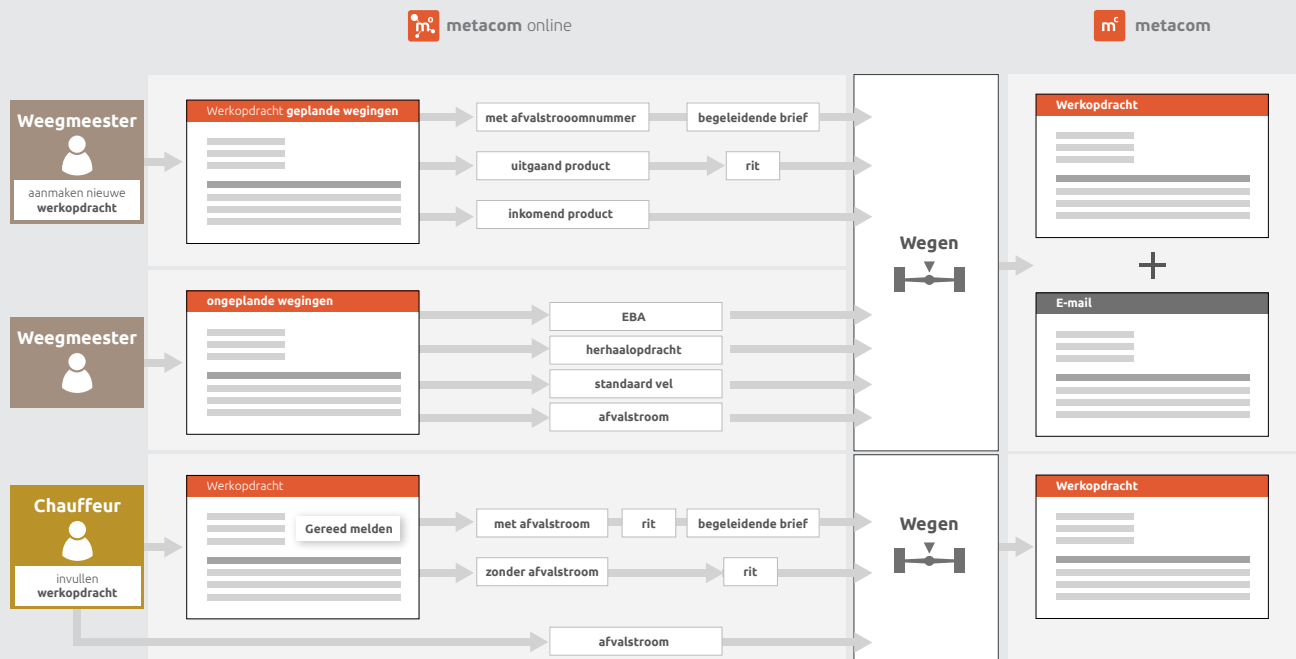 metacom online
metacom
Weegmeester
aanmaken nieuwe
werkopdracht
Werkopdracht geplande wegingen
met afvalstrooomnummer
begeleidende brief
uitgaand product
rit
inkomend product
Wegen
Werkopdracht
E-mail
Weegmeester
ongeplande wegingen
EBA
herhaalopdracht
standaard vel
afvalstroom
Chauffeur
invullen
werkopdracht
Werkopdracht
Gereed melden
met afvalstroom
rit
begeleidende brief
zonder afvalstroom
rit
afvalstroom
Wegen
Werkopdracht